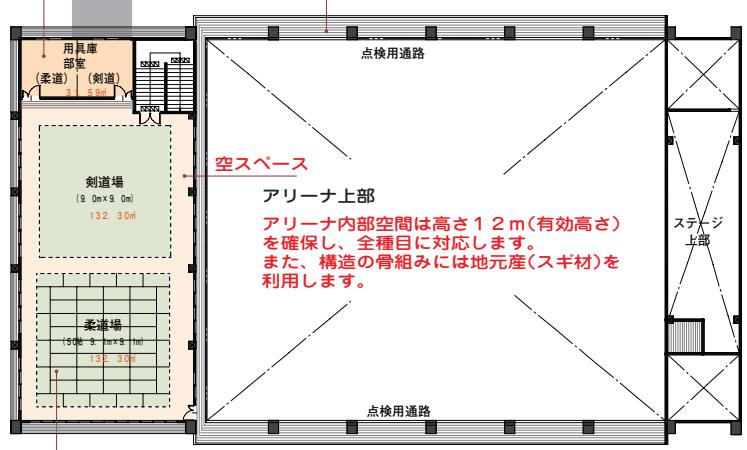 用具庫
部室
(柔道) (剣道)
31.59㎡
点検用通路
空スペース
剣道場
(9.0m×9.0m)
132.30㎡
アリーナ上部
アリーナ内部空間は高さ12m(有効高さ)
を確保し、全種目に対応します。
また、構造の骨組みには地元産(スギ材)を
利用します。
ステージ
上部
柔道場
(50帖 9.1m×9.1m)
132.30㎡
点検用通路